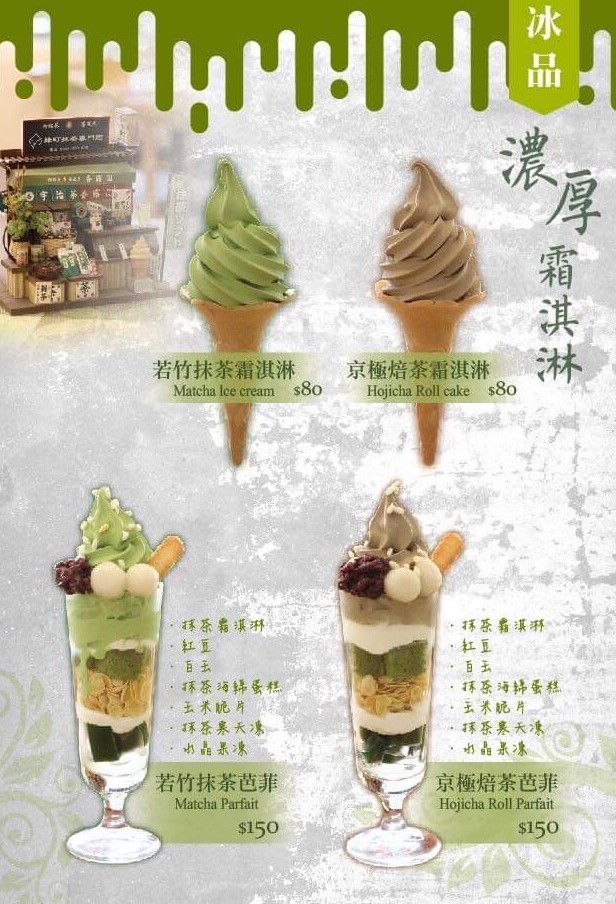 冰品
濃厚
霜淇淋
若竹抹茶霜淇淋
Matcha Ice cream $80
京極焙茶霜淇淋
Hojicha Roll cake $80
· 抹茶霜淇淋
· 紅豆
· 白玉
· 抹茶海綿蛋糕
· 玉米脆片
· 抹茶寒天凍
· 水晶果凍
若竹抹茶芭菲
Matcha Parfait
$150
· 抹茶霜淇淋
· 紅豆
· 白玉
· 抹茶海綿蛋糕
· 玉米脆片
· 抹茶寒天凍
· 水晶果凍
京極焙茶芭菲
Hojicha Roll Parfait
$150